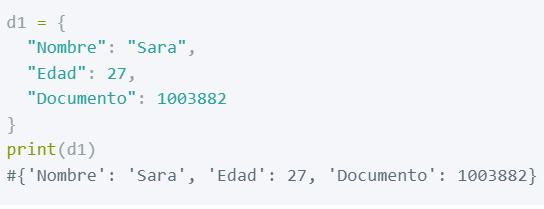 d1 = {
  "Nombre": "Sara",
  "Edad": 27,
  "Documento": 1003882
}
print(d1)
#{'Nombre': 'Sara', 'Edad': 27, 'Documento': 1003882}